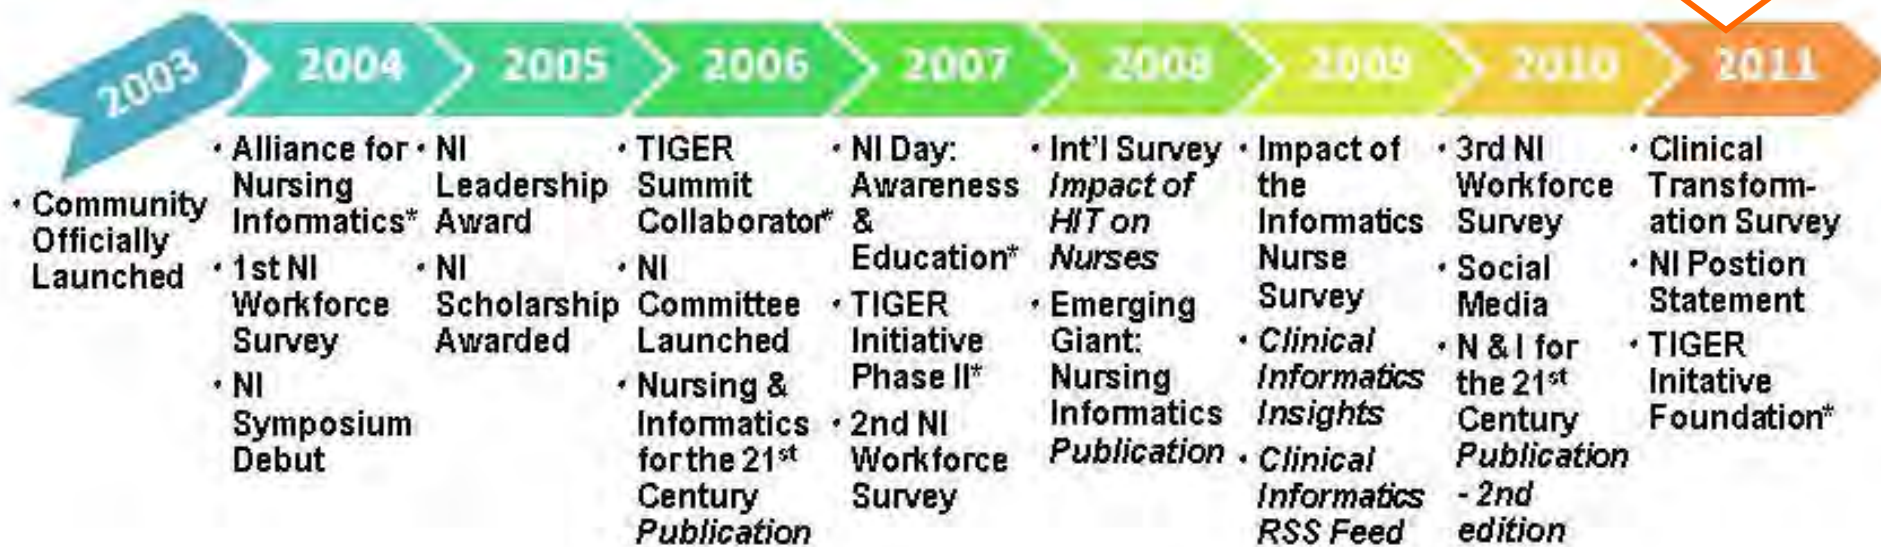 2003
2004
2005
2006
2007
2008
2009
2010
2011
· Community
Officially
Launched
· Alliance for
Nursing
Informatics*
· 1st NI
Workforce
Survey
· NI
Symposium
Debut
· NI
Leadership
Award
· NI
Scholarship
Awarded
· TIGER
Summit
Collaborator*
· NI
Committee
Launched
· Nursing &
Informatics
for the 21st
Century
Publication
· NI Day:
Awareness
&
Education*
· TIGER
Initiative
Phase II*
· 2nd NI
Workforce
Survey
· Int'l Survey
Impact of
HIT on
Nurses
· Emerging
Giant:
Nursing
Informatics
Publication
· Impact of
the
Informatics
Nurse
Survey
· Clinical
Informatics
Insights
· Clinical
Informatics
RSS Feed
· 3rd NI
Workforce
Survey
· Social
Media
· N & I for
the 21st
Century
Publication
- 2nd
edition
· Clinical
Transform-
ation Survey
· NI Postion
Statement
· TIGER
Initative
Foundation*